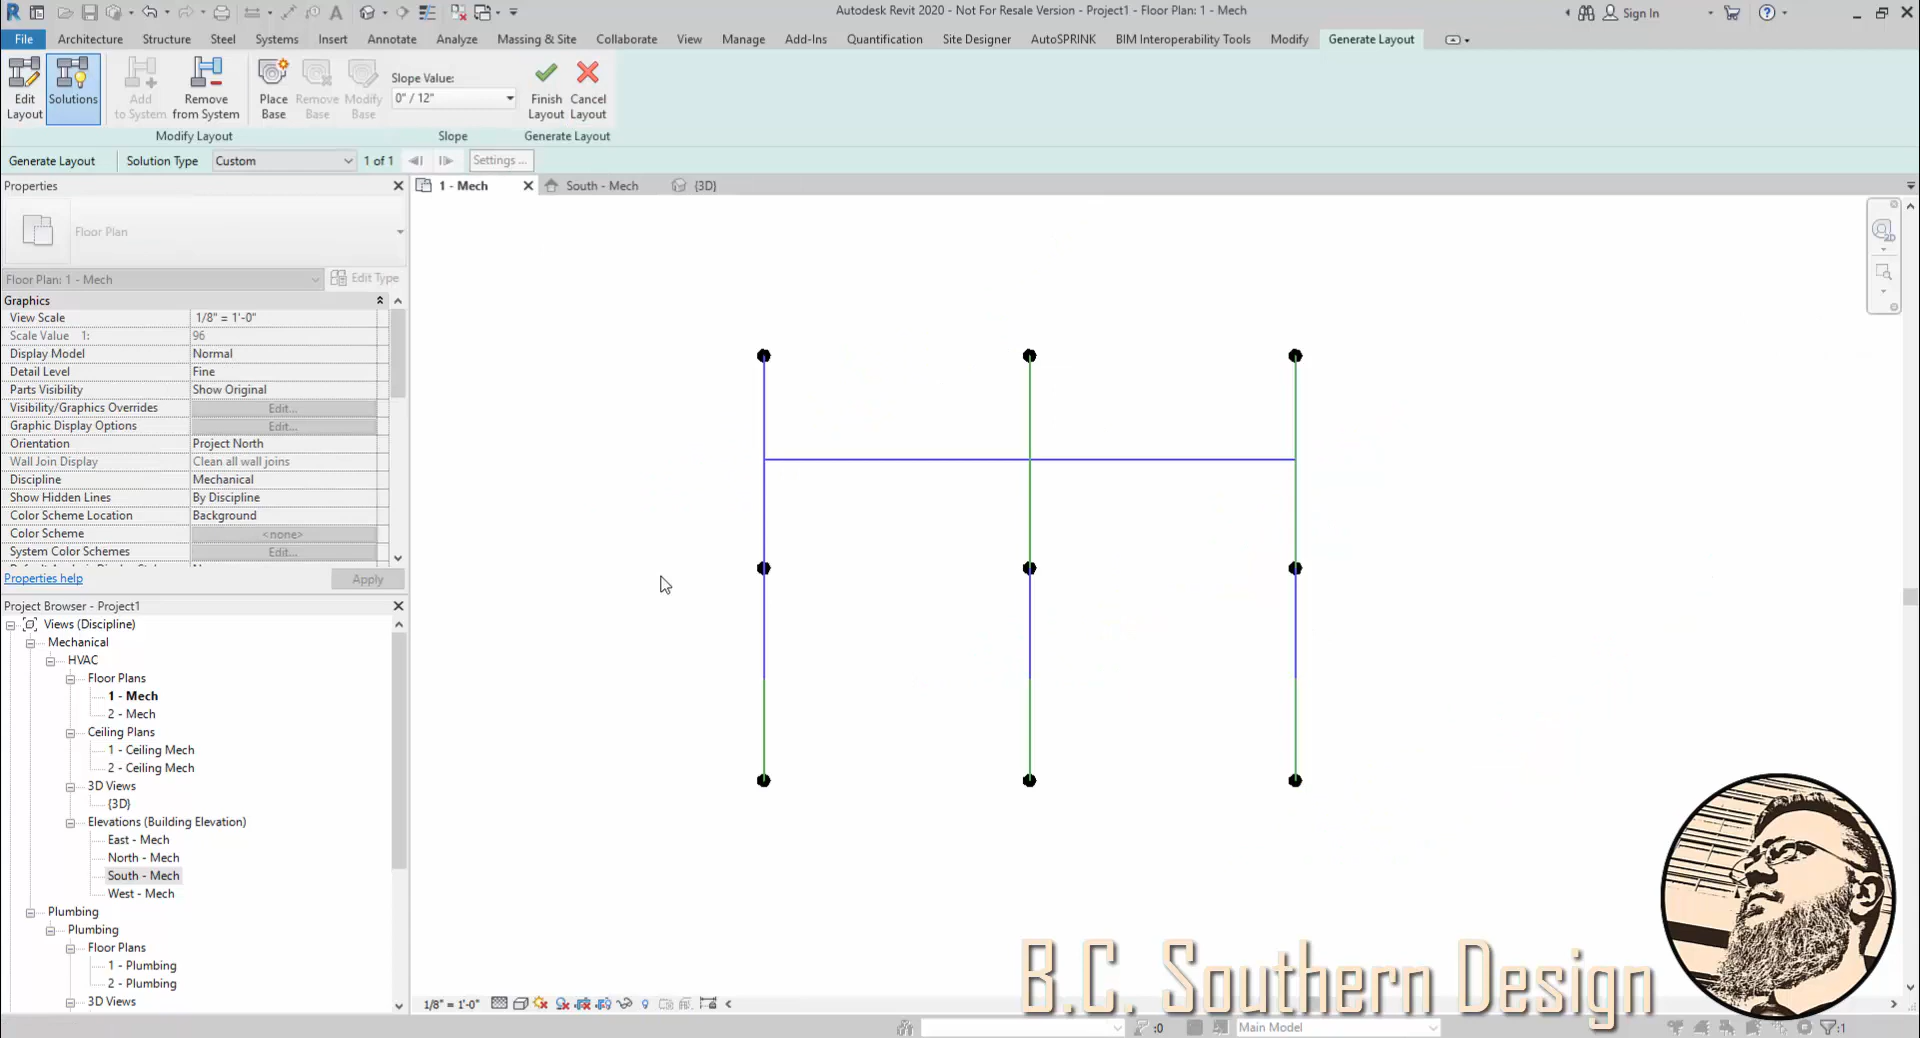 Autodesk Revit 2020 - Not For Resale Version - Project1 - Floor Plan: 1 - Mech
Sign In
File Architecture Structure Steel Systems Insert Annotate Analyze Massing & Site Collaborate View Manage Add-Ins Quantification Site Designer AutoSPRINK BIM Interoperability Tools Modify Generate Layout
Edit Layout
Solutions
Add to System
Remove from System
Place Base
Remove Base
Modify Base
Slope Value:
0" / 12"
Finish Layout
Cancel Layout
Modify Layout
Slope
Generate Layout
Generate Layout Solution Type Custom 1 of 1 Settings ...
Properties
1 - Mech South - Mech {3D}
Floor Plan
Floor Plan: 1 - Mech Edit Type
Graphics
View Scale 1/8" = 1'-0"
Scale Value 1: 96
Display Model Normal
Detail Level Fine
Parts Visibility Show Original
Visibility/Graphics Overrides Edit...
Graphic Display Options Edit...
Orientation Project North
Wall Join Display Clean all wall joins
Discipline Mechanical
Show Hidden Lines By Discipline
Color Scheme Location Background
Color Scheme <none>
System Color Schemes Edit...
Properties help Apply
Project Browser - Project1
Views (Discipline)
Mechanical
HVAC
Floor Plans
1 - Mech
2 - Mech
Ceiling Plans
1 - Ceiling Mech
2 - Ceiling Mech
3D Views
{3D}
Elevations (Building Elevation)
East - Mech
North - Mech
South - Mech
West - Mech
Plumbing
Plumbing
Floor Plans
1 - Plumbing
2 - Plumbing
3D Views
1/8" = 1'-0"
B.C. Southern Design
:0 Main Model :1